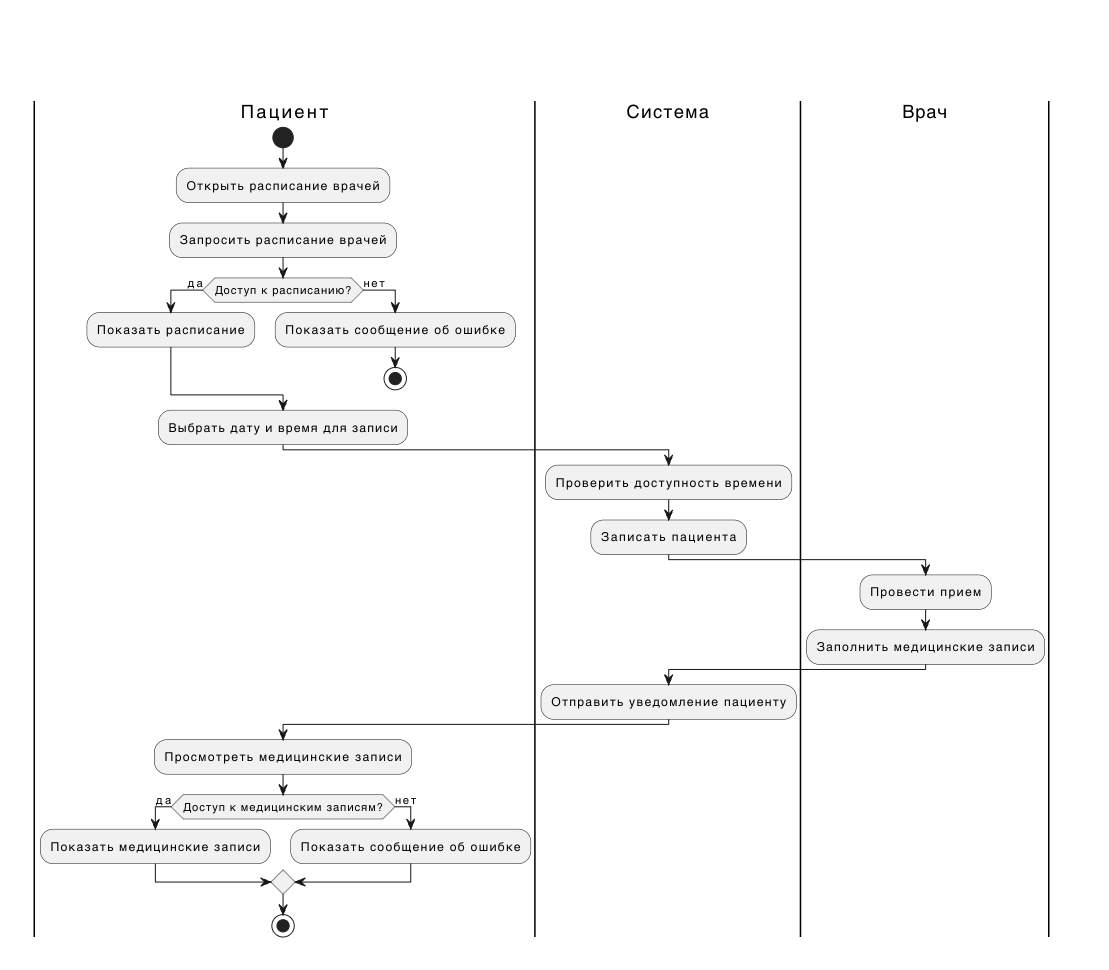 Пациент
Система
Врач
Открыть расписание врачей
Запросить расписание врачей
да
Доступ к расписанию?
нет
Показать расписание
Показать сообщение об ошибке
Выбрать дату и время для записи
Проверить доступность времени
Записать пациента
Провести прием
Заполнить медицинские записи
Отправить уведомление пациенту
Просмотреть медицинские записи
да
Доступ к медицинским записям?
нет
Показать медицинские записи
Показать сообщение об ошибке